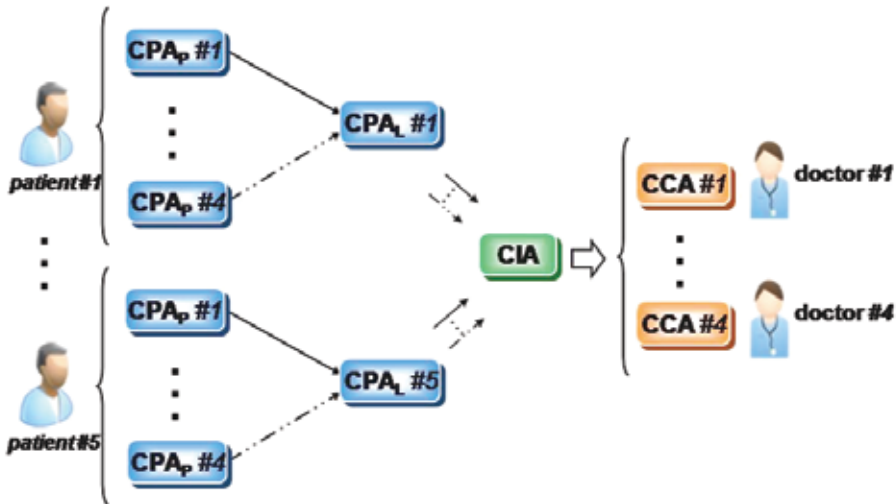 CPAP #1
CPAL #1
patient#1
CPAP #4
CCA #1
doctor #1
CIA
CPAP #1
CCA #4
doctor #4
CPAL #5
patient#5
CPAP #4